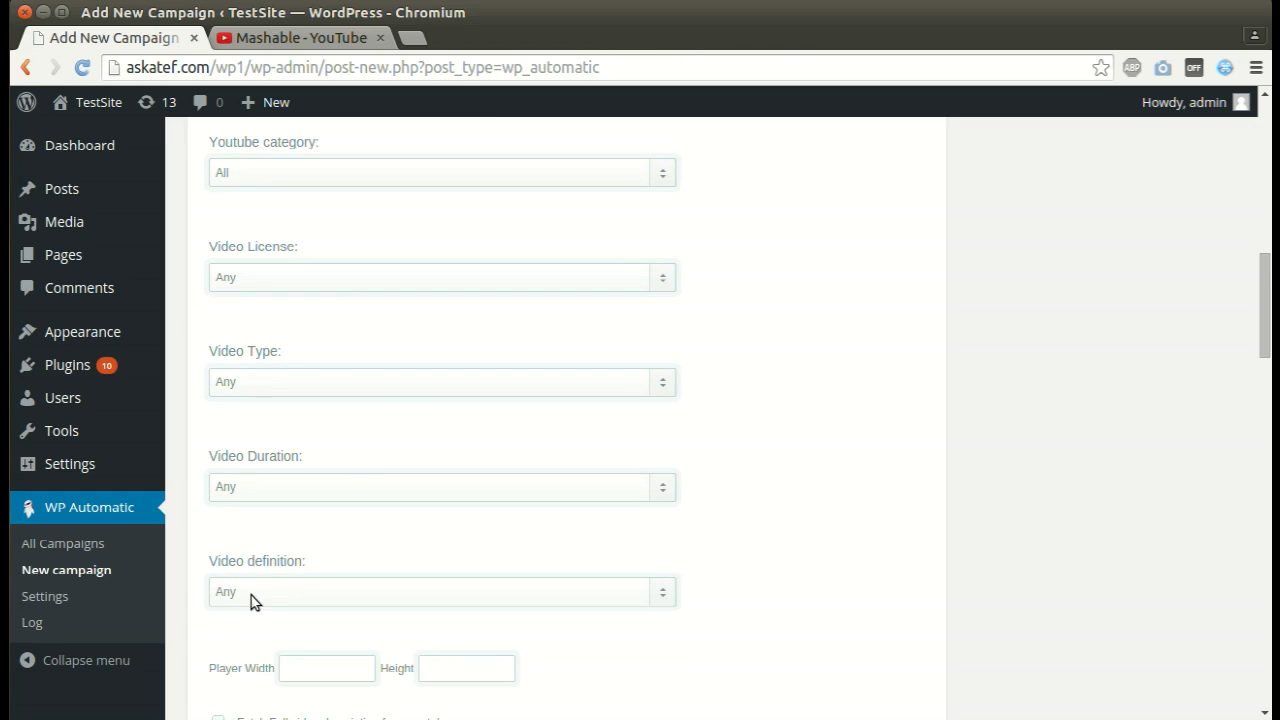 Add New Campaign ‹ TestSite — WordPress - Chromium
Add New Campaign × Mashable - YouTube ×
askatef.com/wp1/wp-admin/post-new.php?post_type=wp_automatic ABP OFF
TestSite 13 0 + New Howdy, admin
Dashboard
Posts
Media
Pages
Comments
Appearance
Plugins 10
Users
Tools
Settings
WP Automatic
All Campaigns
New campaign
Settings
Log
Collapse menu
Youtube category:
All
Video License:
Any
Video Type:
Any
Video Duration:
Any
Video definition:
Any
Player Width Height